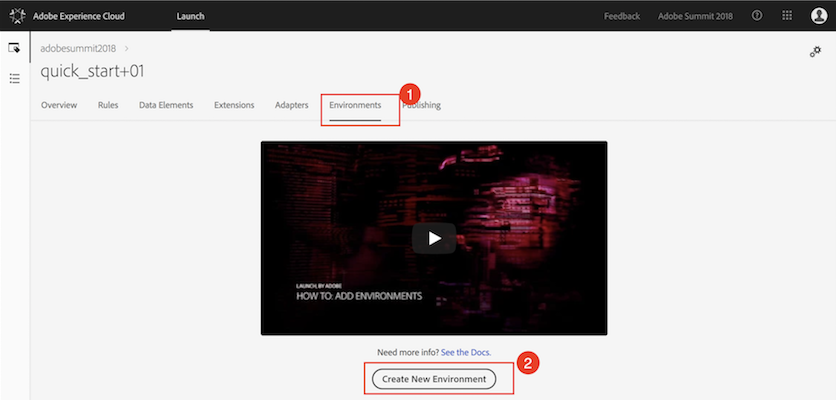 Adobe Experience Cloud Launch Feedback Adobe Summit 2018
adobesummit2018 >
quick_start+01
Overview Rules Data Elements Extensions Adapters Environments Publishing
1
LAUNCH, BY ADOBE
HOW TO: ADD ENVIRONMENTS
Need more info? See the Docs.
2
Create New Environment